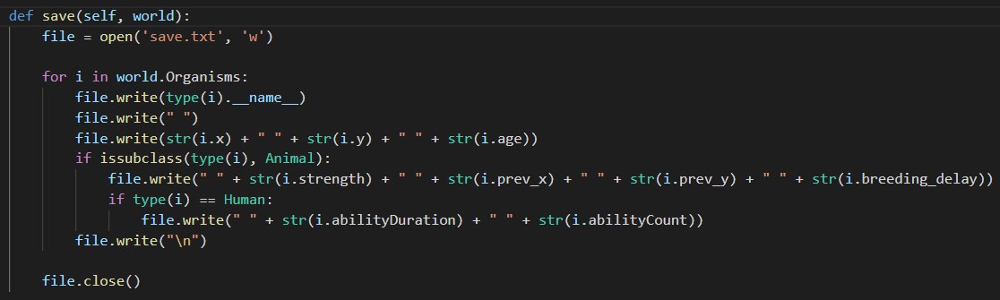 def save(self, world):
    file = open('save.txt', 'w')

    for i in world.Organisms:
        file.write(type(i).__name__)
        file.write(" ")
        file.write(str(i.x) + " " + str(i.y) + " " + str(i.age))
        if issubclass(type(i), Animal):
            file.write(" " + str(i.strength) + " " + str(i.prev_x) + " " + str(i.prev_y) + " " + str(i.breeding_delay))
            if type(i) == Human:
                file.write(" " + str(i.abilityDuration) + " " + str(i.abilityCount))
        file.write("\n")

    file.close()